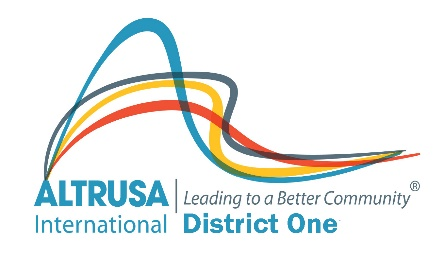 ALTRUSA | Leading to a Better Community®
International District One